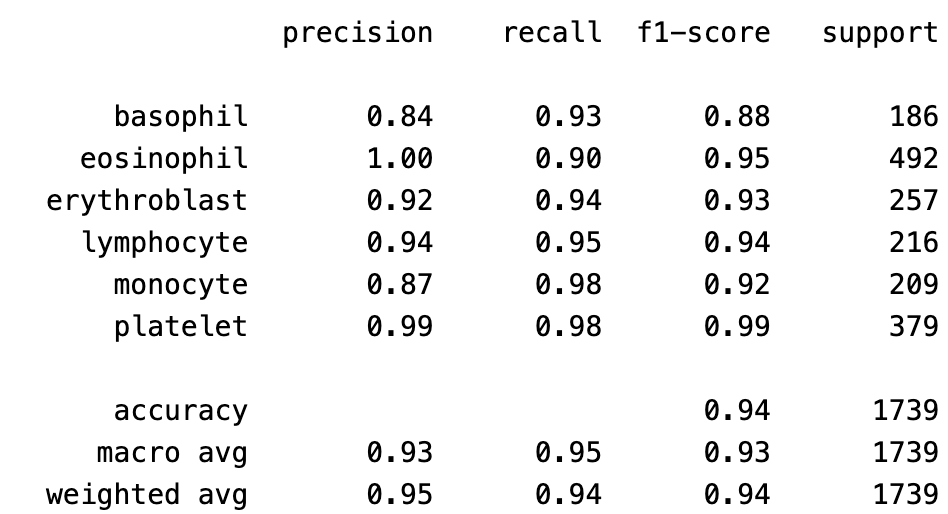 precision recall f1-score support
basophil 0.84 0.93 0.88 186
eosinophil 1.00 0.90 0.95 492
erythroblast 0.92 0.94 0.93 257
lymphocyte 0.94 0.95 0.94 216
monocyte 0.87 0.98 0.92 209
platelet 0.99 0.98 0.99 379
accuracy 0.94 1739
macro avg 0.93 0.95 0.93 1739
weighted avg 0.95 0.94 0.94 1739